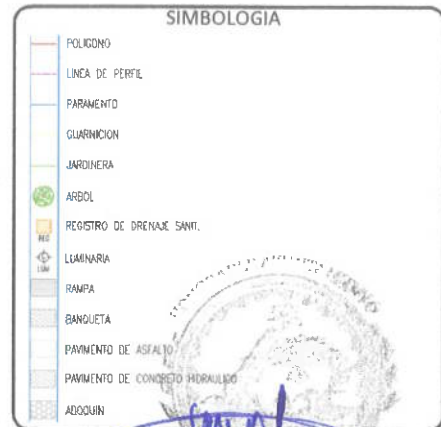 SIMBOLOGIA
POLIGONO
LINEA DE PERFIL
PARAMENTO
GUARNICION
JARDINERA
ARBOL
REG
REGISTRO DE DRENAJE SANIT.
LUM
LUMINARIA
RAMPA
BANQUETA
PAVIMENTO DE ASFALTO
PAVIMENTO DE CONCRETO HIDRAULICO
ADOQUIN